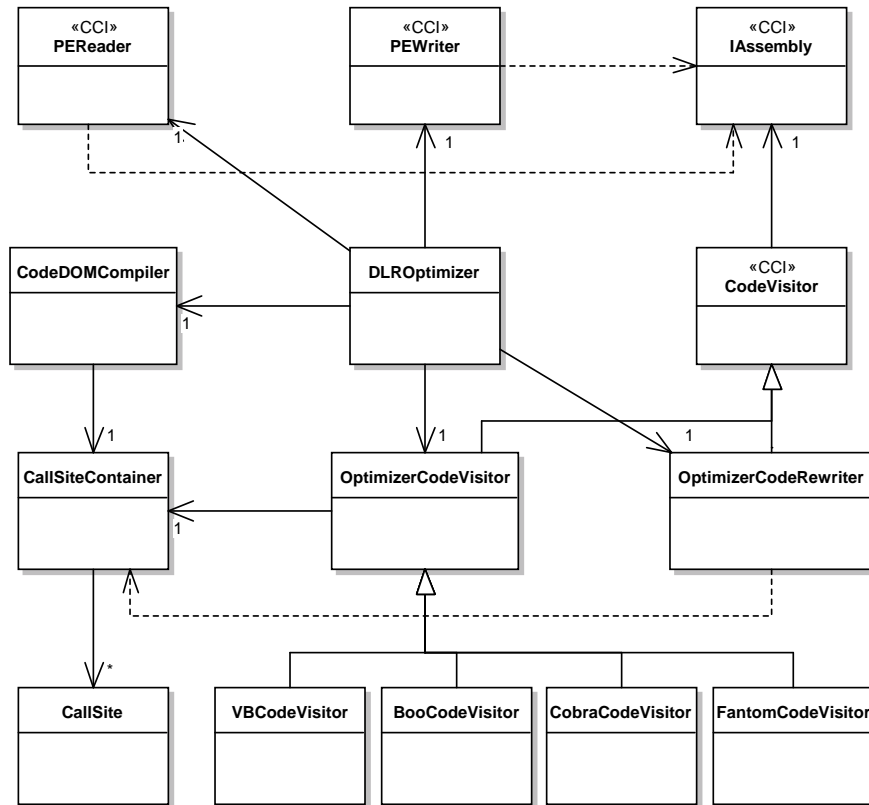 «CCI»
PEReader
«CCI»
PEWriter
«CCI»
IAssembly
1
1
1
CodeDOMCompiler
DLROptimizer
«CCI»
CodeVisitor
1
1
1
1
CallSiteContainer
OptimizerCodeVisitor
OptimizerCodeRewriter
1
*
CallSite
VBCodeVisitor
BooCodeVisitor
CobraCodeVisitor
FantomCodeVisitor